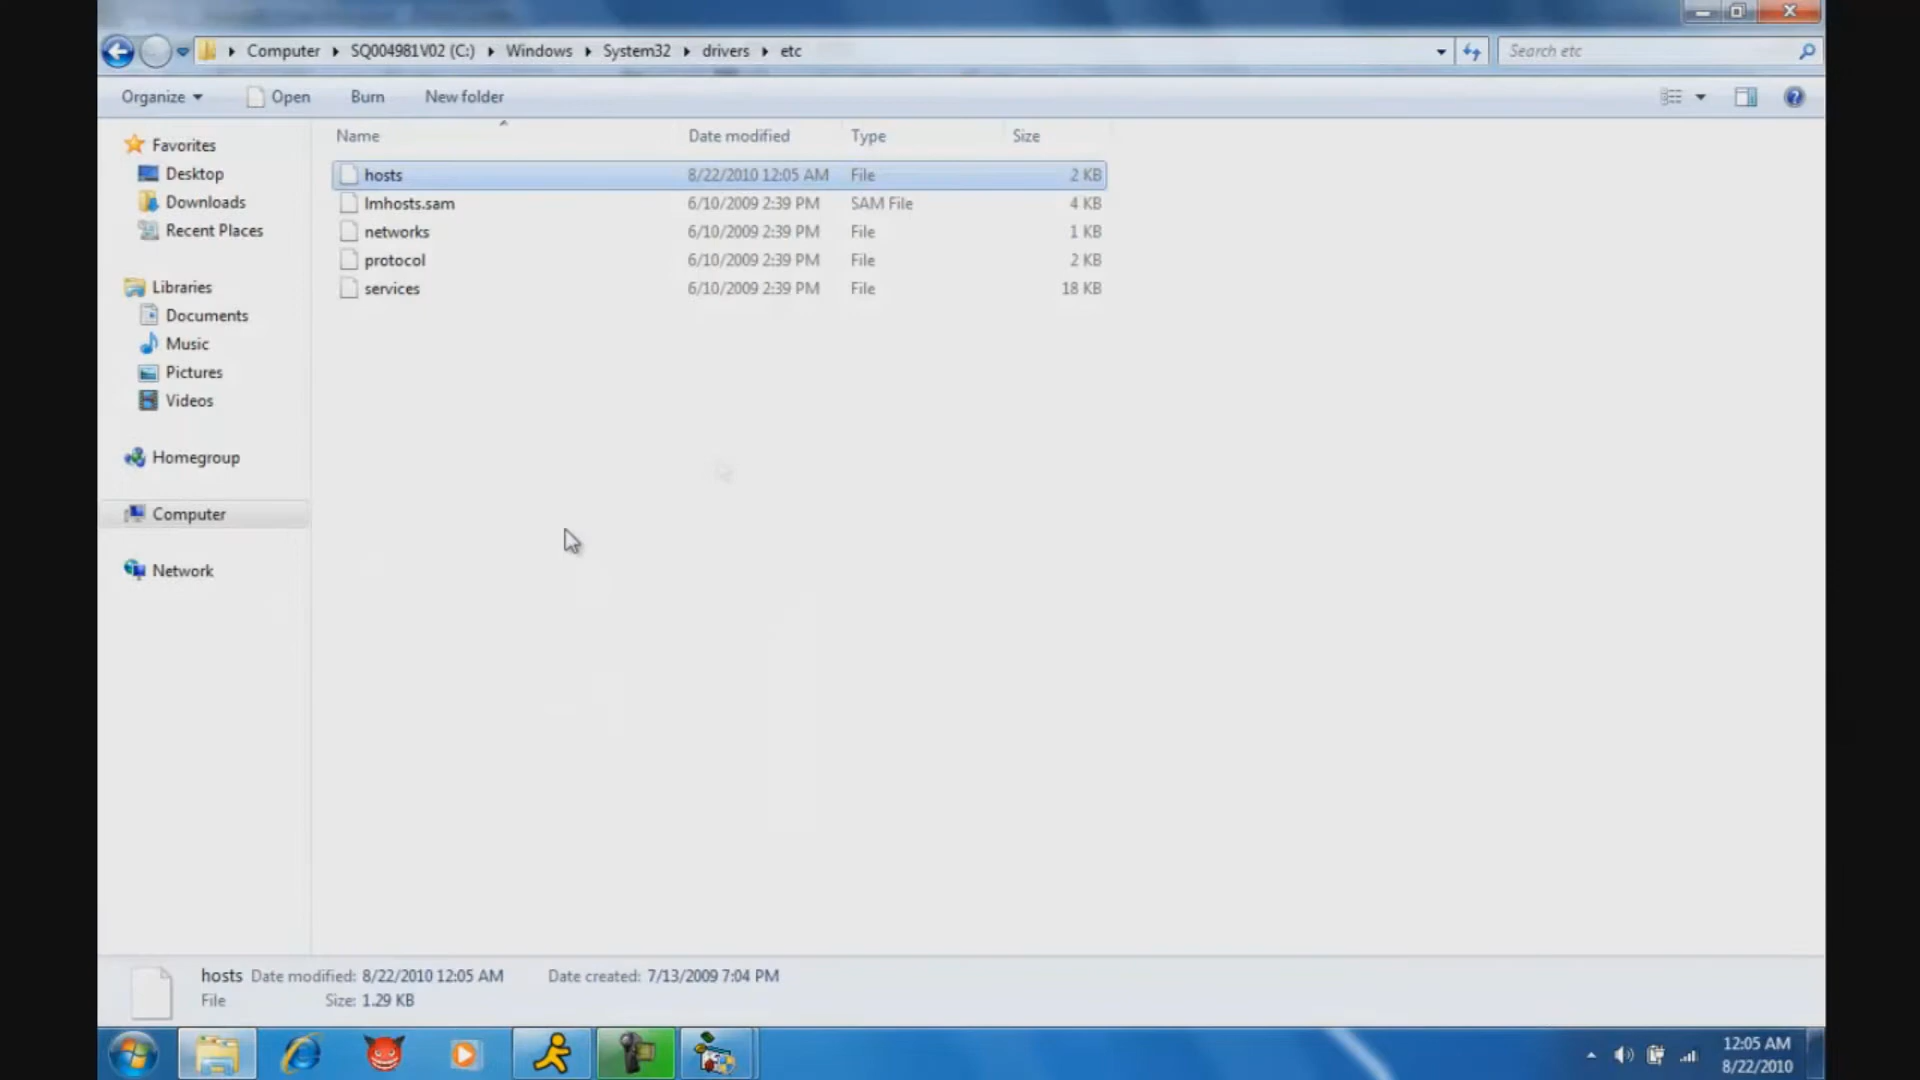 Computer SQ004981V02 (C:) Windows System32 drivers etc
Search etc
Organize Open Burn New folder
Name Date modified Type Size
hosts 8/22/2010 12:05 AM File 2 KB
lmhosts.sam 6/10/2009 2:39 PM SAM File 4 KB
networks 6/10/2009 2:39 PM File 1 KB
protocol 6/10/2009 2:39 PM File 2 KB
services 6/10/2009 2:39 PM File 18 KB
Favorites
Desktop
Downloads
Recent Places
Libraries
Documents
Music
Pictures
Videos
Homegroup
Computer
Network
hosts Date modified: 8/22/2010 12:05 AM Date created: 7/13/2009 7:04 PM
File Size: 1.29 KB
12:05 AM
8/22/2010